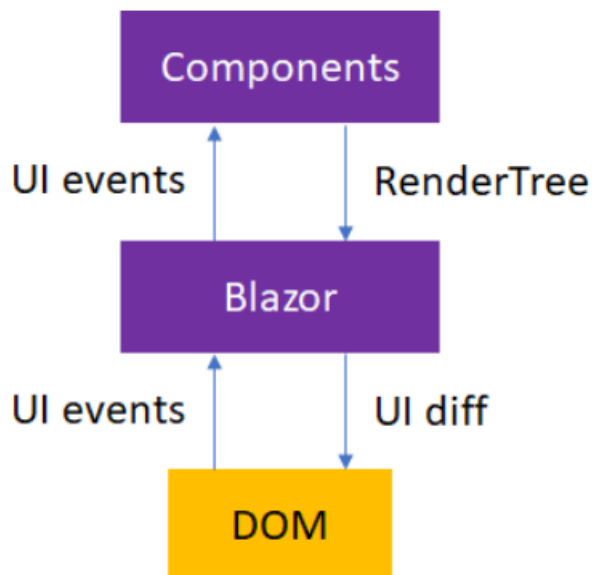 Components
UI events
RenderTree
Blazor
UI events
UI diff
DOM